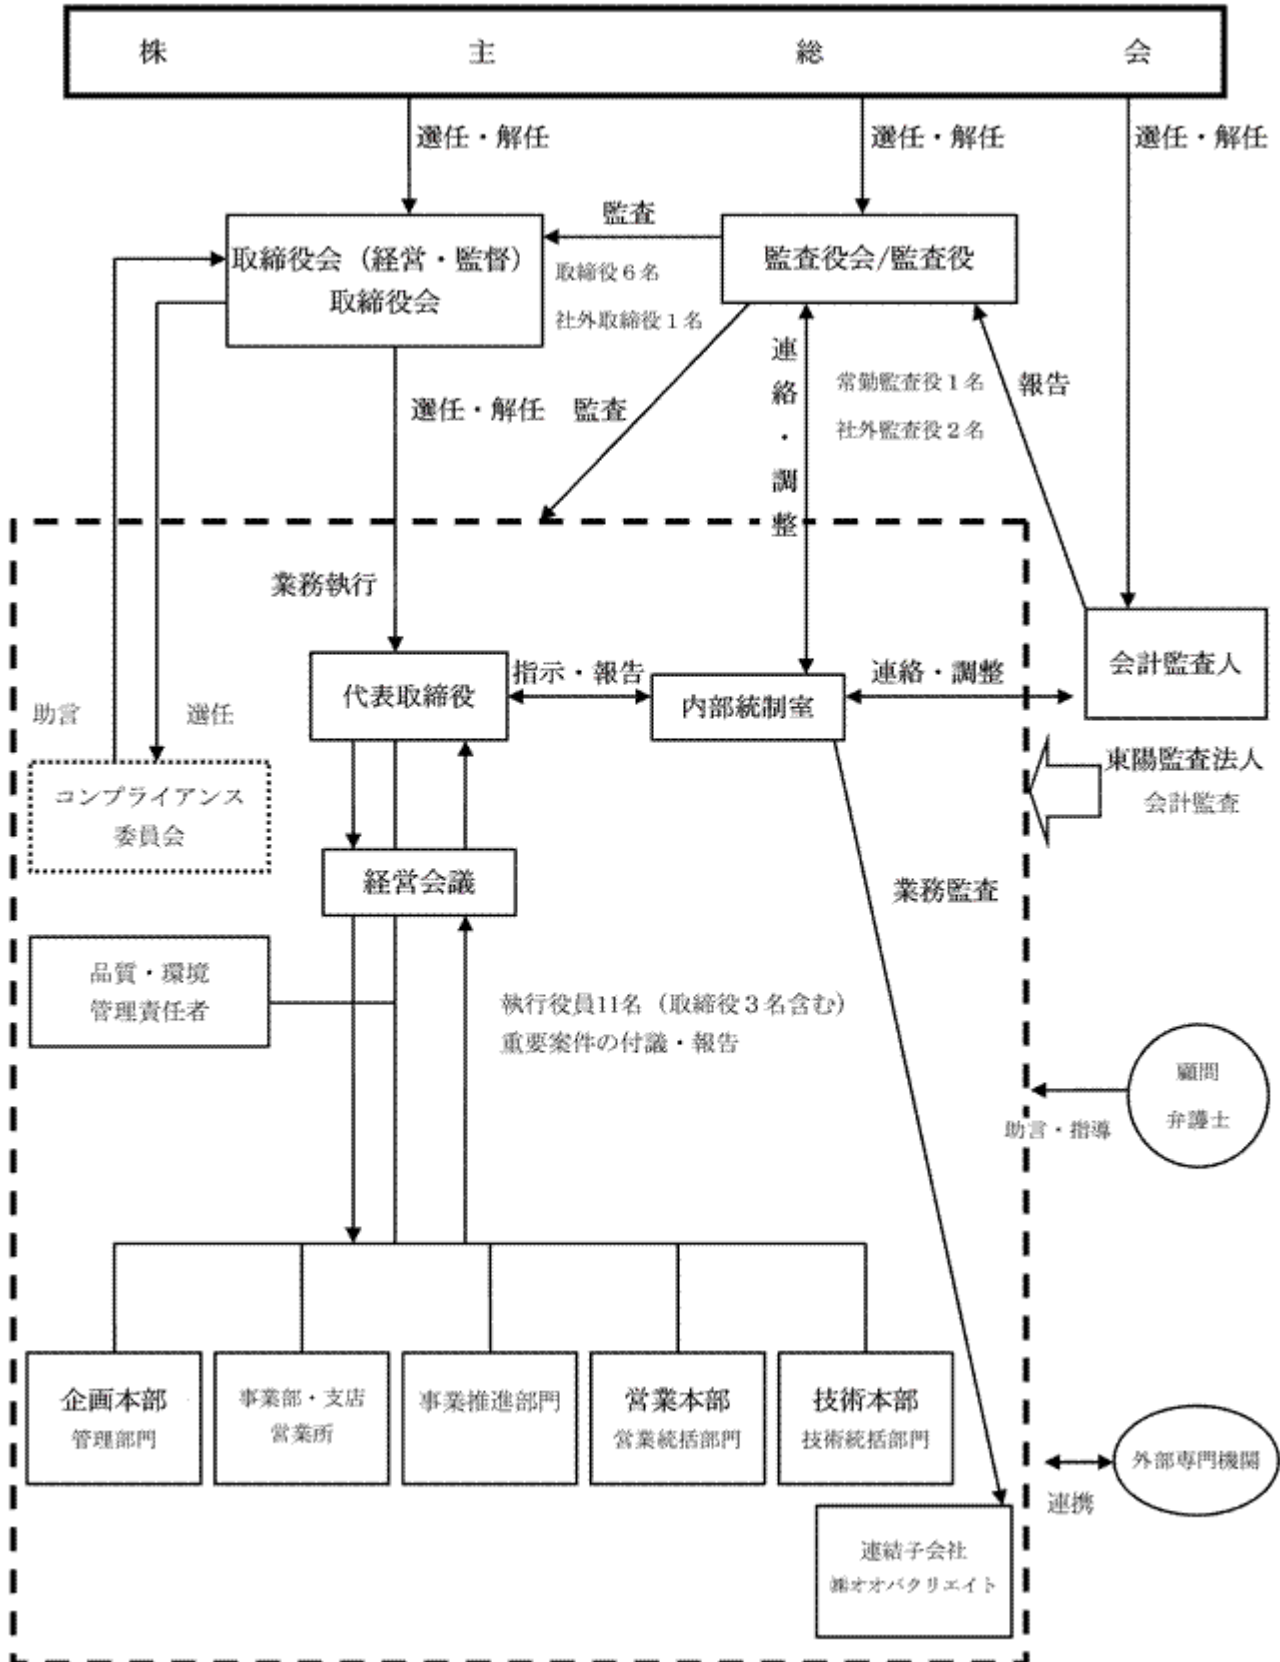 株主総会
選任・解任
選任・解任
選任・解任
監査
取締役会（経営・監督）
取締役会
監査役会/監査役
取締役６名
社外取締役１名
連絡・調整
常勤監査役１名
社外監査役２名
報告
選任・解任
監査
業務執行
代表取締役
指示・報告
内部統制室
連絡・調整
会計監査人
助言
選任
東陽監査法人
会計監査
コンプライアンス
委員会
経営会議
業務監査
品質・環境
管理責任者
執行役員11名（取締役３名含む）
重要案件の付議・報告
顧問
弁護士
助言・指導
企画本部
管理部門
事業部・支店
営業所
事業推進部門
営業本部
営業統括部門
技術本部
技術統括部門
外部専門機関
連携
連結子会社
㈱オオバクリエイト